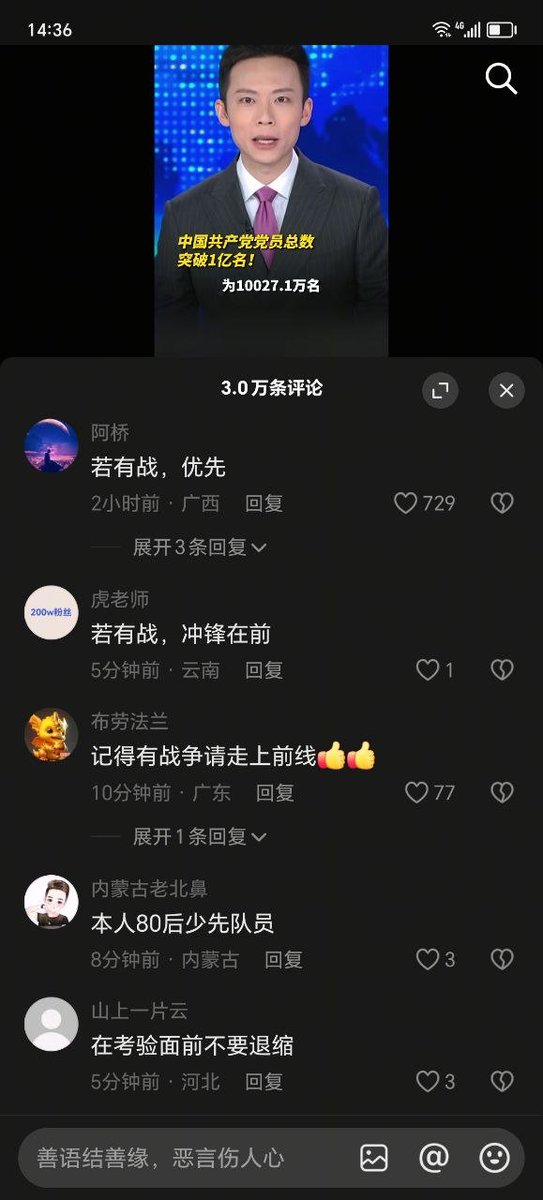 14:36
4G
中国共产党党员总数
突破1亿名！
为10027.1万名
3.0万条评论
阿桥
若有战，优先
2小时前 · 广西 回复 729
展开3条回复
200w粉丝
虎老师
若有战，冲锋在前
5分钟前 · 云南 回复 1
布劳法兰
记得有战争请走上前线👍👍
10分钟前 · 广东 回复 77
展开1条回复
内蒙古老北鼻
本人80后少先队员
8分钟前 · 内蒙古 回复 3
山上一片云
在考验面前不要退缩
5分钟前 · 河北 回复 3
善语结善缘，恶言伤人心 @